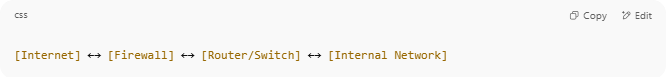 css Copy Edit
[Internet] ↔ [Firewall] ↔ [Router/Switch] ↔ [Internal Network]